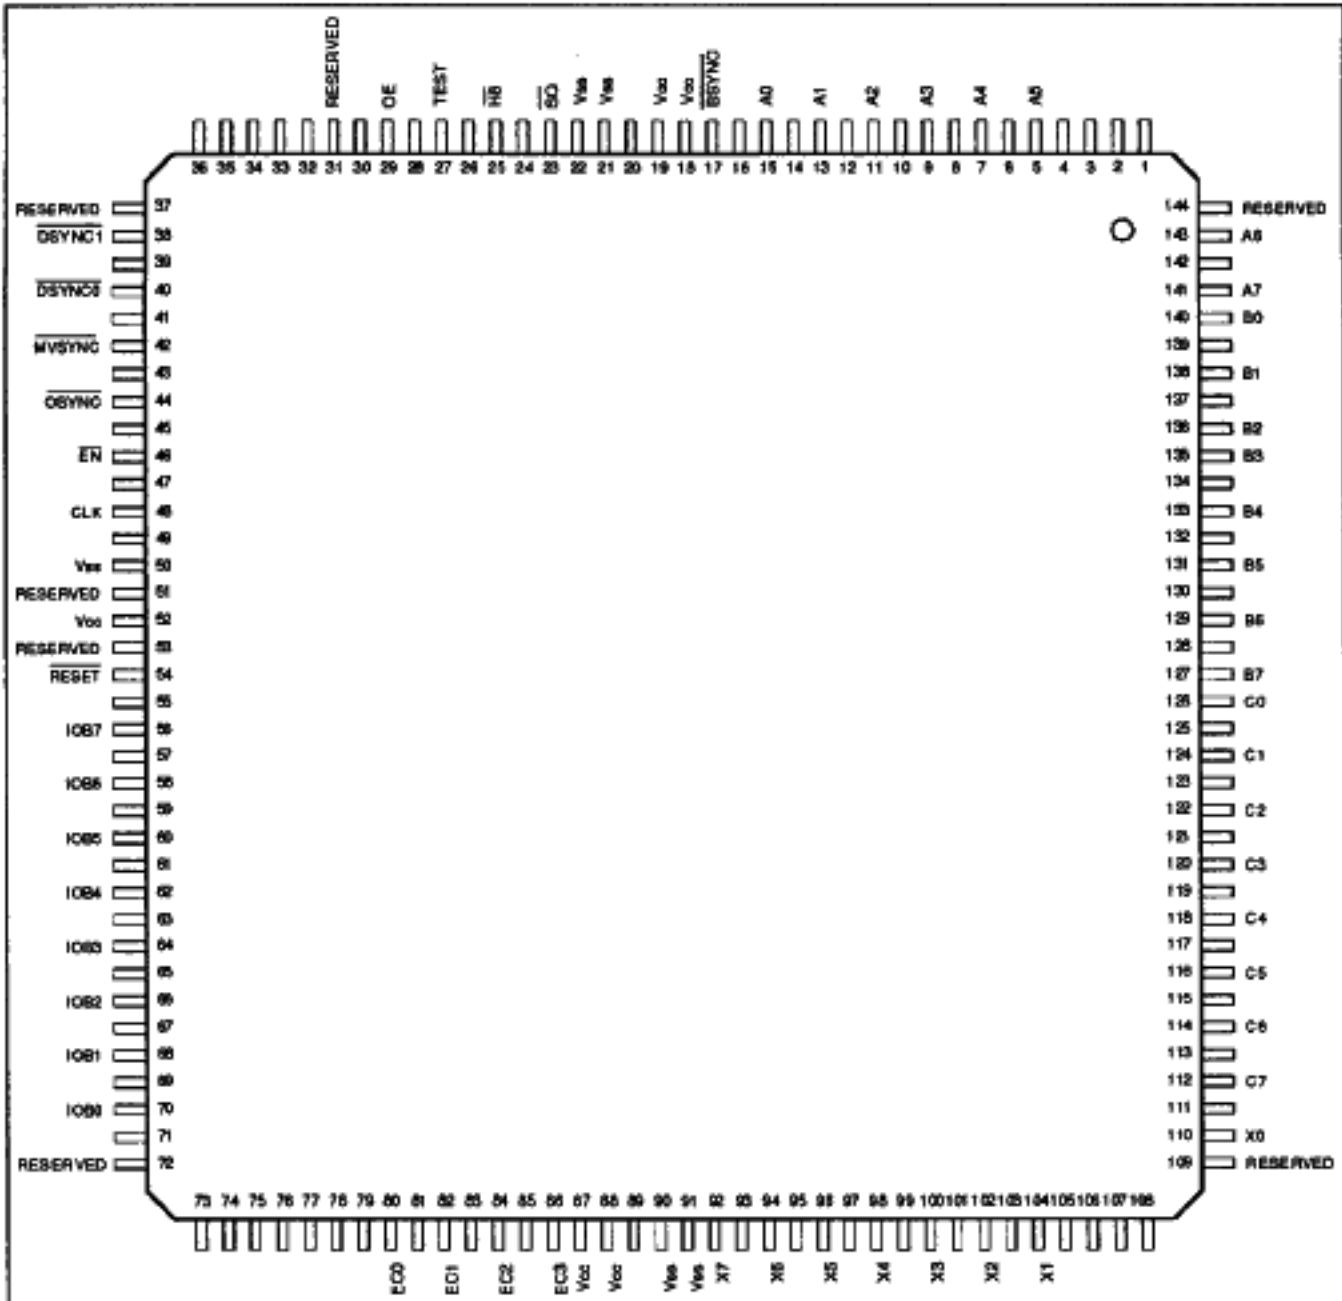 RESERVED OE TEST H8 SQ Vss Vss Vcc Vcc BSYNC A0 A1 A2 A3 A4 A5
36 35 34 33 32 31 30 29 28 27 26 25 24 23 22 21 20 19 18 17 16 15 14 13 12 11 10 9 8 7 6 5 4 3 2 1
RESERVED 37 144 RESERVED
DSYNC1 38 143 A6
39 142
DSYNC0 40 141 A7
41 140 B0
MVSYNC 42 139
43 138 B1
OSYNC 44 137
45 136 B2
EN 46 135 B3
47 134
CLK 48 133 B4
49 132
Vss 50 131 B5
RESERVED 51 130
Vcc 52 129 B6
RESERVED 53 128
RESET 54 127 B7
55 126 C0
IOB7 56 125
57 124 C1
IOB6 58 123
59 122 C2
IOB5 60 121
61 120 C3
IOB4 62 119
63 118 C4
IOB3 64 117
65 116 C5
IOB2 66 115
67 114 C6
IOB1 68 113
69 112 C7
IOB0 70 111
71 110 X0
RESERVED 72 109 RESERVED
73 74 75 76 77 78 79 80 81 82 83 84 85 86 87 88 89 90 91 92 93 94 95 96 97 98 99 100 101 102 103 104 105 106 107 108
EC0 EC1 EC2 EC3 Vcc Vcc Vss Vss X7 X6 X5 X4 X3 X2 X1